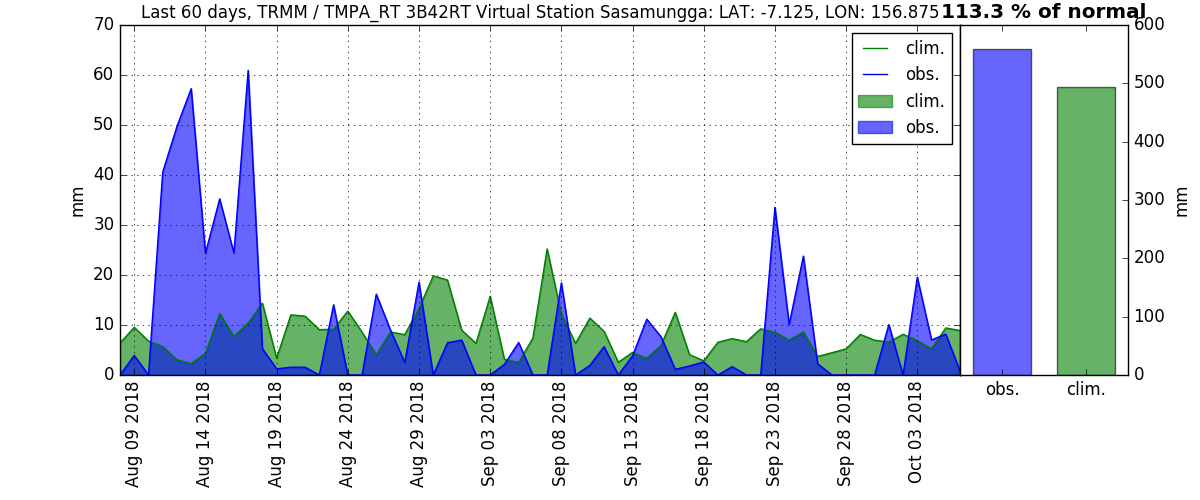 Last 60 days, TRMM / TMPA_RT 3B42RT Virtual Station Sasamungga: LAT: -7.125, LON: 156.875
113.3 % of normal
70
60
50
40
30
20
10
0
mm
clim.
obs.
clim.
obs.
Aug 09 2018
Aug 14 2018
Aug 19 2018
Aug 24 2018
Aug 29 2018
Sep 03 2018
Sep 08 2018
Sep 13 2018
Sep 18 2018
Sep 23 2018
Sep 28 2018
Oct 03 2018
600
500
400
300
200
100
0
mm
obs.
clim.